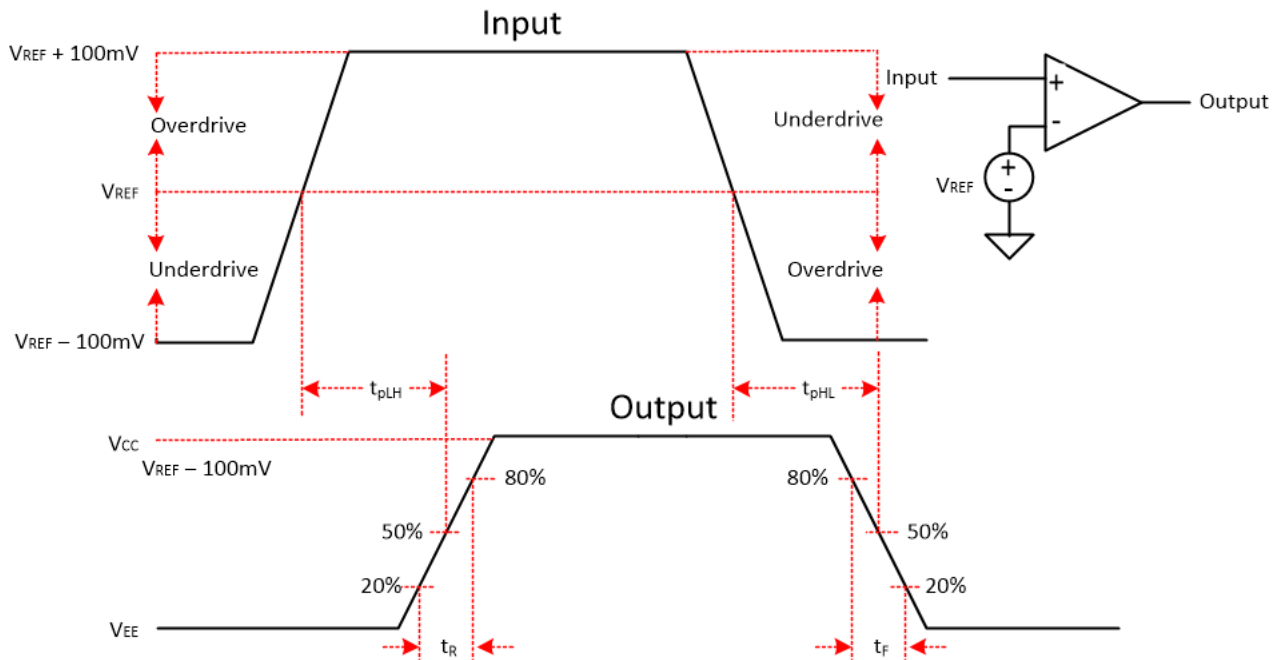 Input
VREF + 100mV
Input
+
-
Output
Overdrive
Underdrive
VREF
VREF
+
-
Underdrive
Overdrive
VREF – 100mV
tpLH
tpHL
Output
VCC
VREF – 100mV
80%
80%
50%
50%
20%
20%
VEE
tR
tF